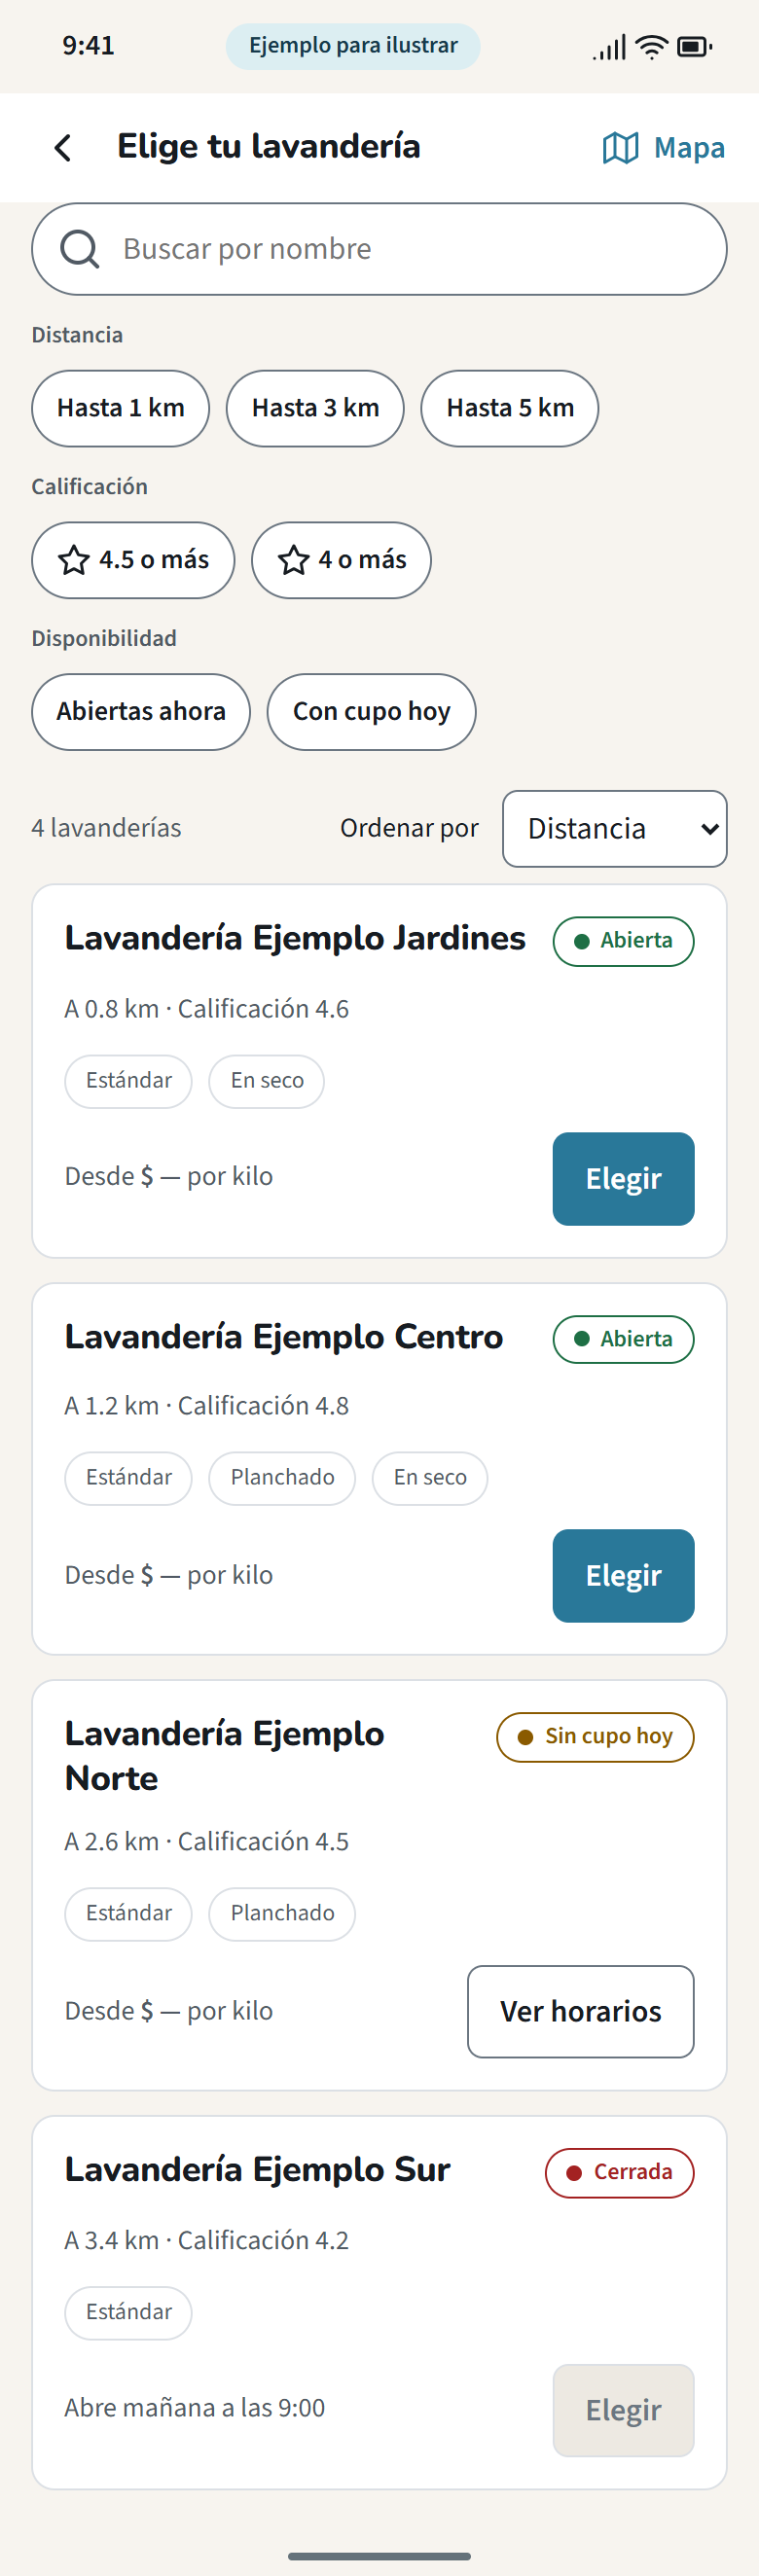 9:41
Ejemplo para ilustrar
Elige tu lavandería
Mapa
Buscar por nombre
Distancia
Hasta 1 km
Hasta 3 km
Hasta 5 km
Calificación
4.5 o más
4 o más
Disponibilidad
Abiertas ahora
Con cupo hoy
4 lavanderías
Ordenar por
Distancia
Lavandería Ejemplo Jardines
Abierta
A 0.8 km · Calificación 4.6
Estándar
En seco
Desde $ — por kilo
Elegir
Lavandería Ejemplo Centro
Abierta
A 1.2 km · Calificación 4.8
Estándar
Planchado
En seco
Desde $ — por kilo
Elegir
Lavandería Ejemplo
Norte
Sin cupo hoy
A 2.6 km · Calificación 4.5
Estándar
Planchado
Desde $ — por kilo
Ver horarios
Lavandería Ejemplo Sur
Cerrada
A 3.4 km · Calificación 4.2
Estándar
Abre mañana a las 9:00
Elegir